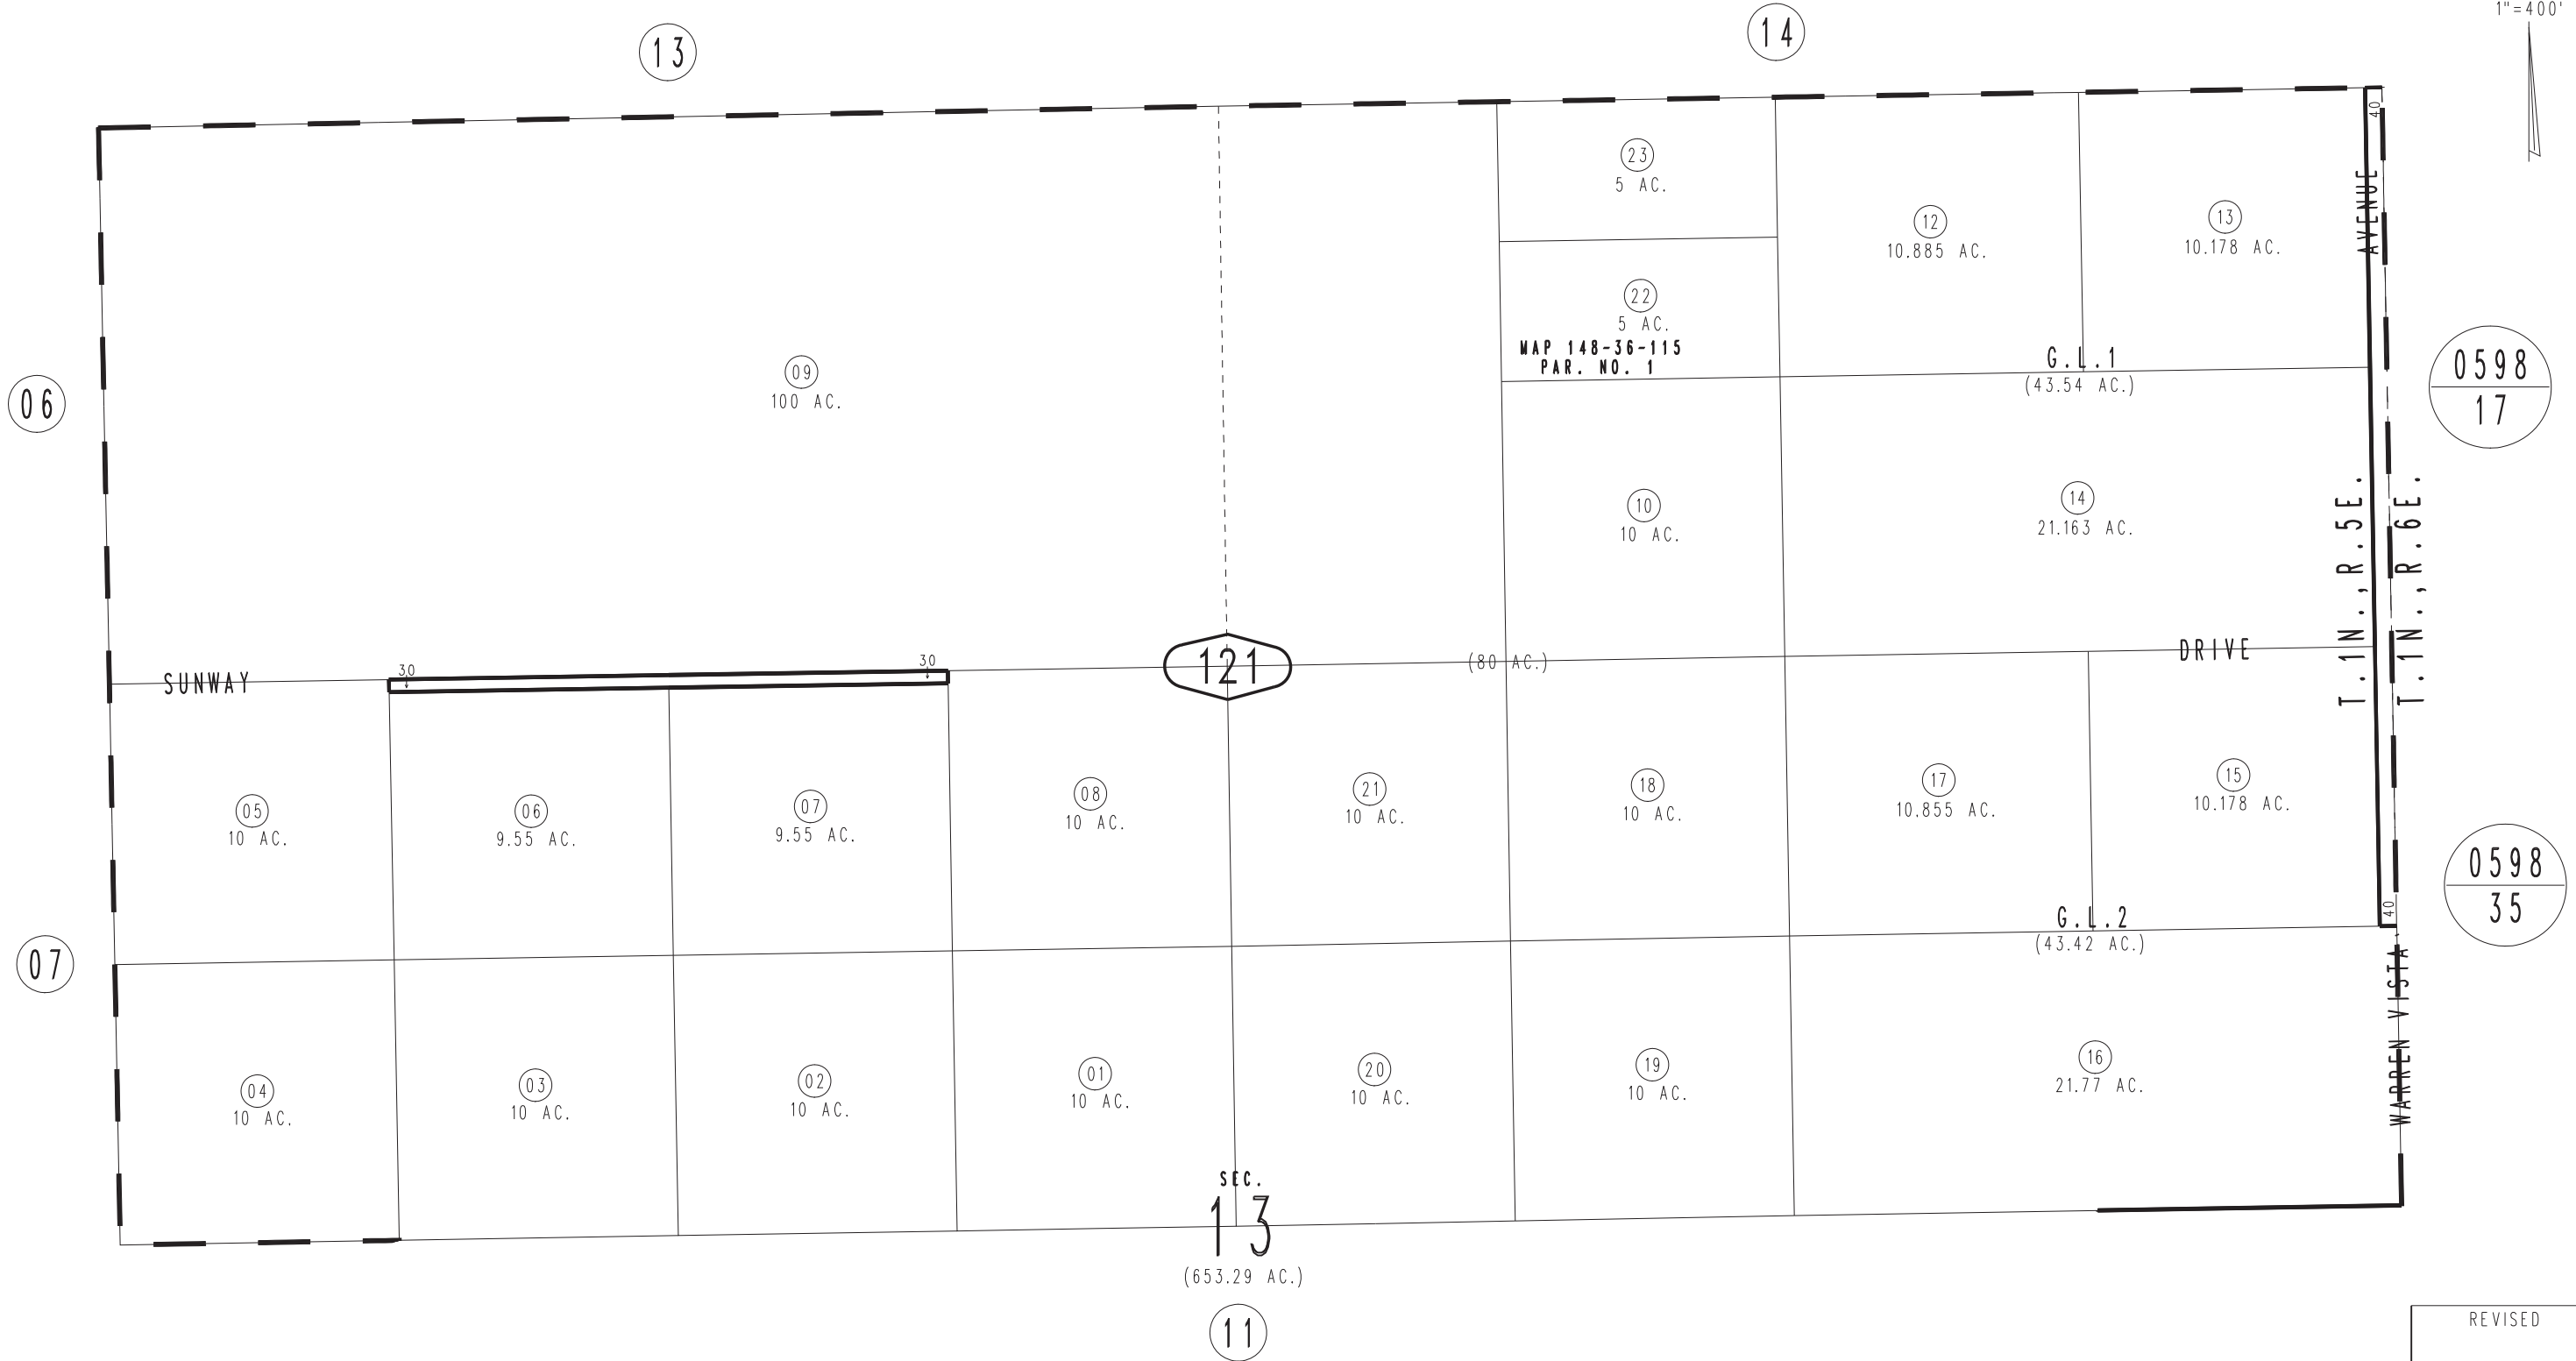 1"=400'
13
14
40
23
5 AC.
12
10.885 AC.
13
10.178 AC.
AVENUE
22
5 AC.
MAP 148-36-115
PAR. NO. 1
G.L.1
(43.54 AC.)
0598
17
06
09
100 AC.
10
10 AC.
14
21.163 AC.
T.1N.,R.5E.
T.1N.,R.6E.
SUNWAY
30
30
121
(80 AC.)
DRIVE
05
10 AC.
06
9.55 AC.
07
9.55 AC.
08
10 AC.
21
10 AC.
18
10 AC.
17
10.855 AC.
15
10.178 AC.
0598
35
40
G.L.2
(43.42 AC.)
07
WARREN VISTA
04
10 AC.
03
10 AC.
02
10 AC.
01
10 AC.
20
10 AC.
19
10 AC.
16
21.77 AC.
SEC.
13
(653.29 AC.)
11
REVISED